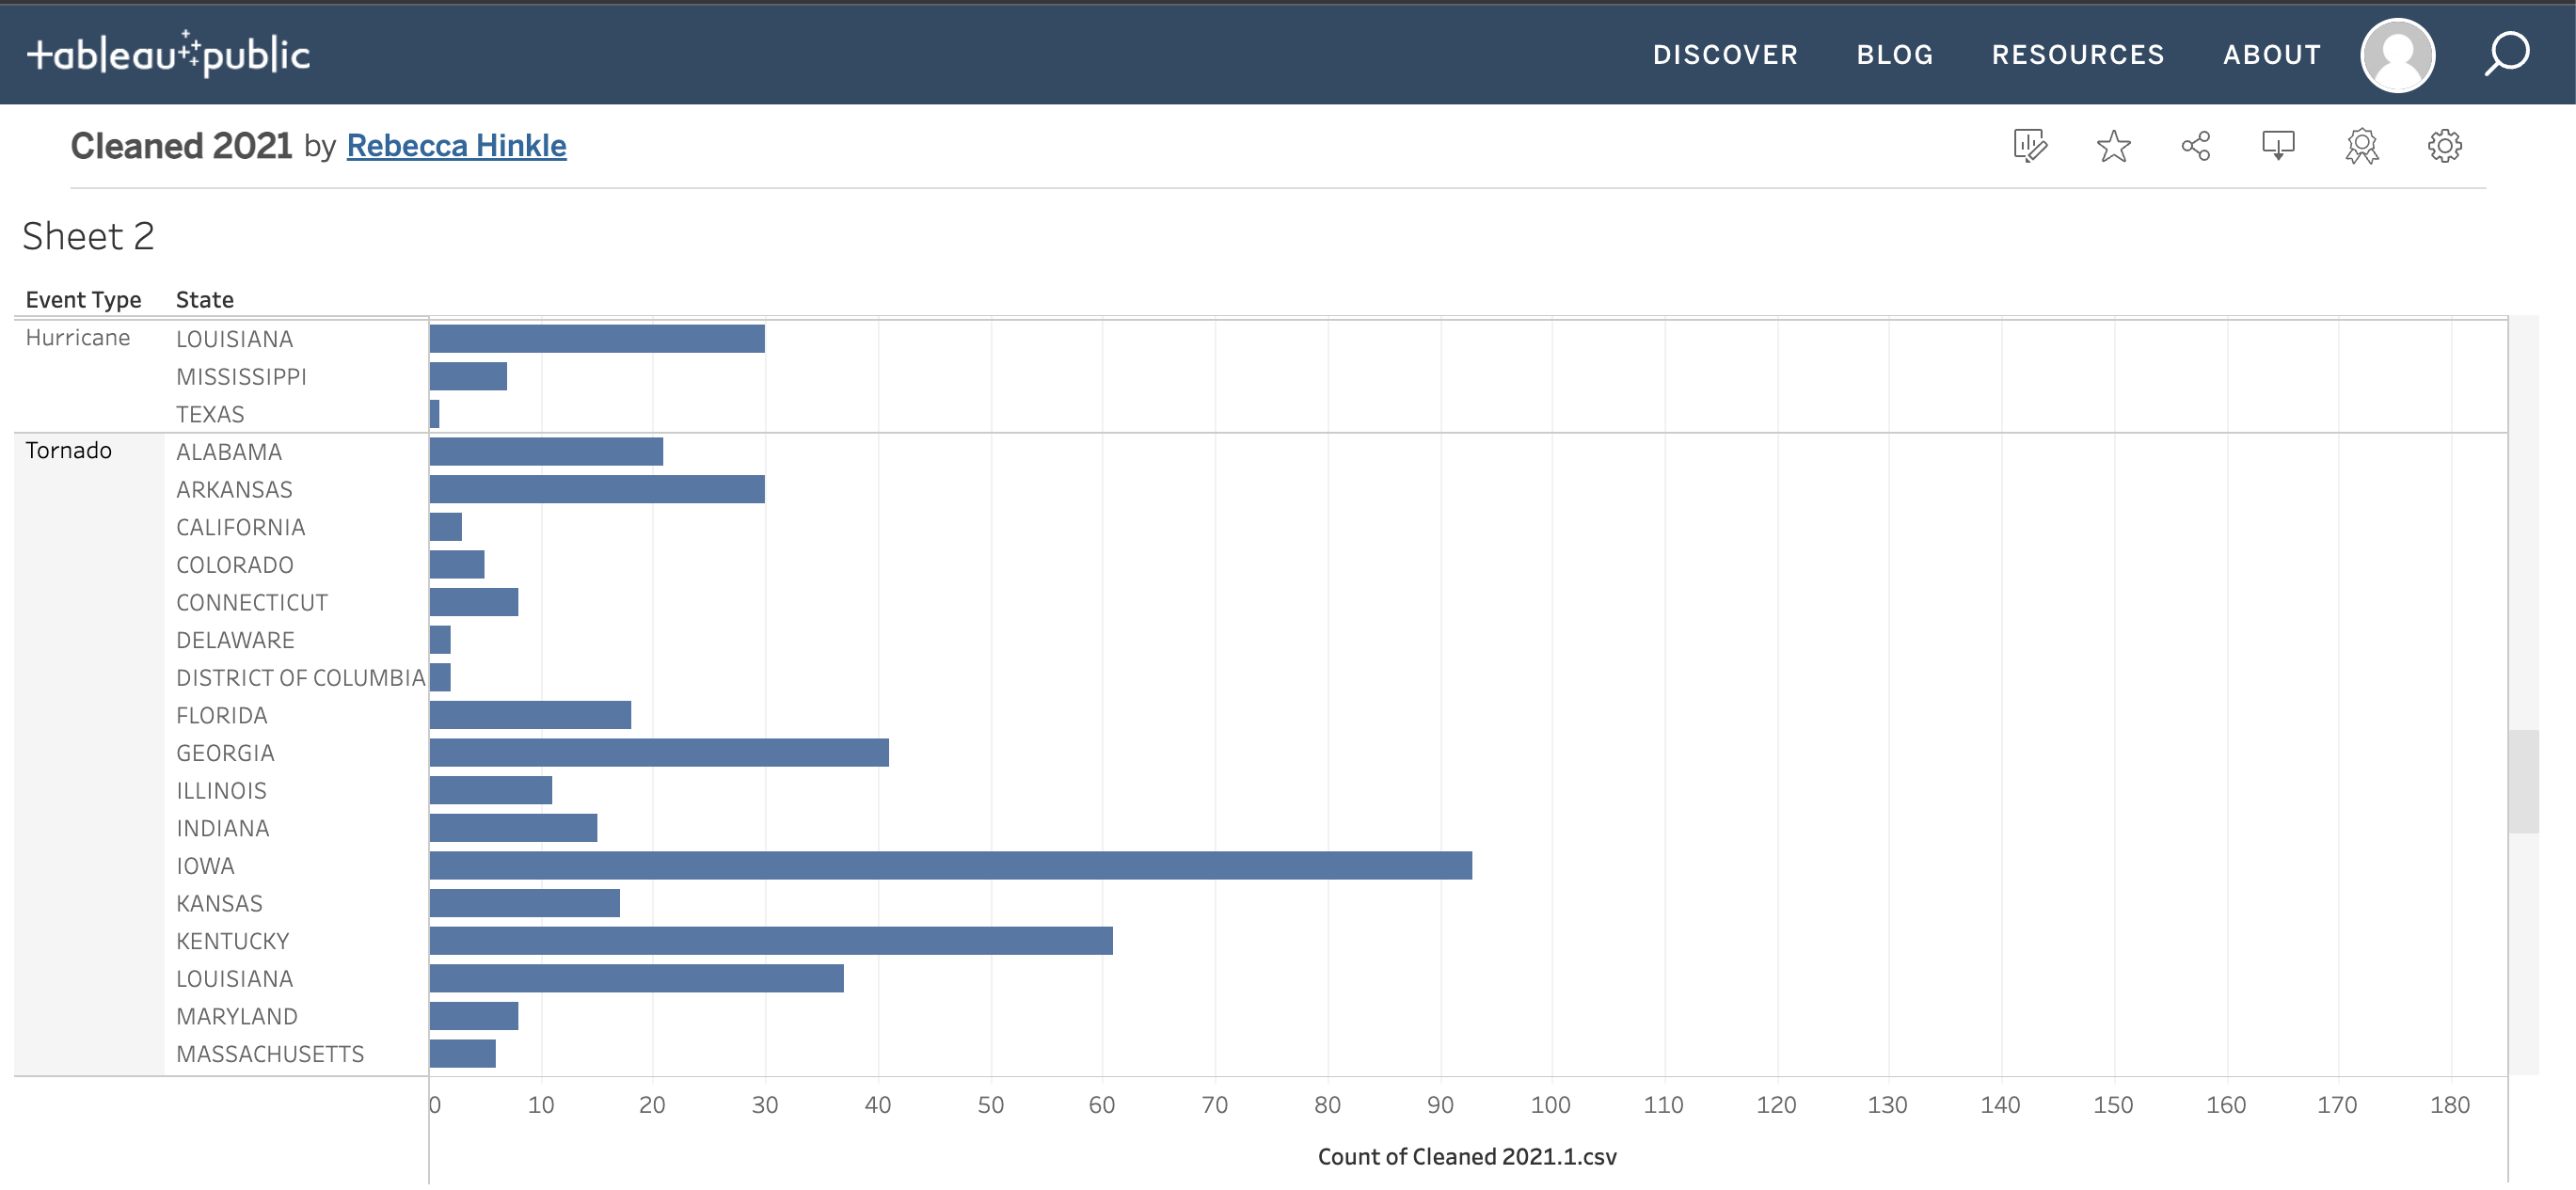 tableau public DISCOVER BLOG RESOURCES ABOUT
Cleaned 2021 by Rebecca Hinkle
Sheet 2
Event Type State
Hurricane LOUISIANA
MISSISSIPPI
TEXAS
Tornado ALABAMA
ARKANSAS
CALIFORNIA
COLORADO
CONNECTICUT
DELAWARE
DISTRICT OF COLUMBIA
FLORIDA
GEORGIA
ILLINOIS
INDIANA
IOWA
KANSAS
KENTUCKY
LOUISIANA
MARYLAND
MASSACHUSETTS
0 10 20 30 40 50 60 70 80 90 100 110 120 130 140 150 160 170 180
Count of Cleaned 2021.1.csv